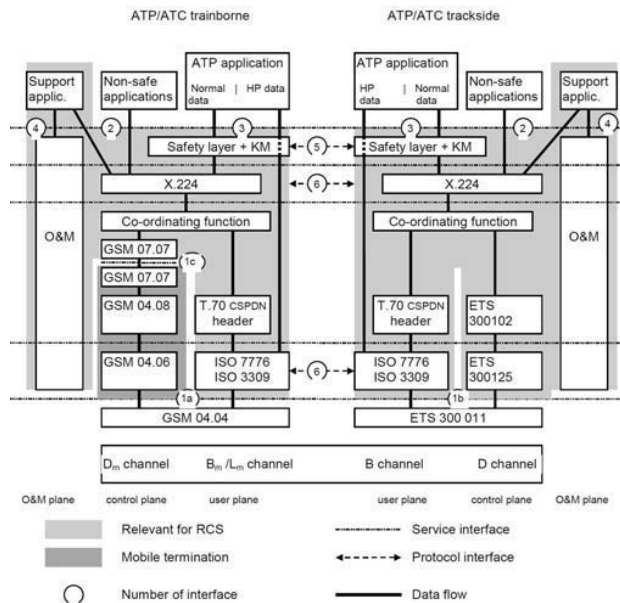 ATP/ATC trainborne
ATP/ATC trackside
Support
applic.
Non-safe
applications
ATP application
Normal | HP data
data
ATP application
HP | Normal
data data
Non-safe
applications
Support
applic.
4
2
3
3
2
4
Safety layer + KM
5
Safety layer + KM
X.224
6
X.224
O&M
Co-ordinating function
Co-ordinating function
O&M
GSM 07.07
1c
GSM 07.07
GSM 04.08
T.70 CSPDN
header
T.70 CSPDN
header
ETS
300102
GSM 04.06
ISO 7776
ISO 3309
6
ISO 7776
ISO 3309
ETS
300125
1a
1b
GSM 04.04
ETS 300 011
Dm channel
Bm /Lm channel
B channel
D channel
O&M plane
control plane
user plane
user plane
control plane
O&M plane
Relevant for RCS
Service interface
Mobile termination
Protocol interface
Number of interface
Data flow